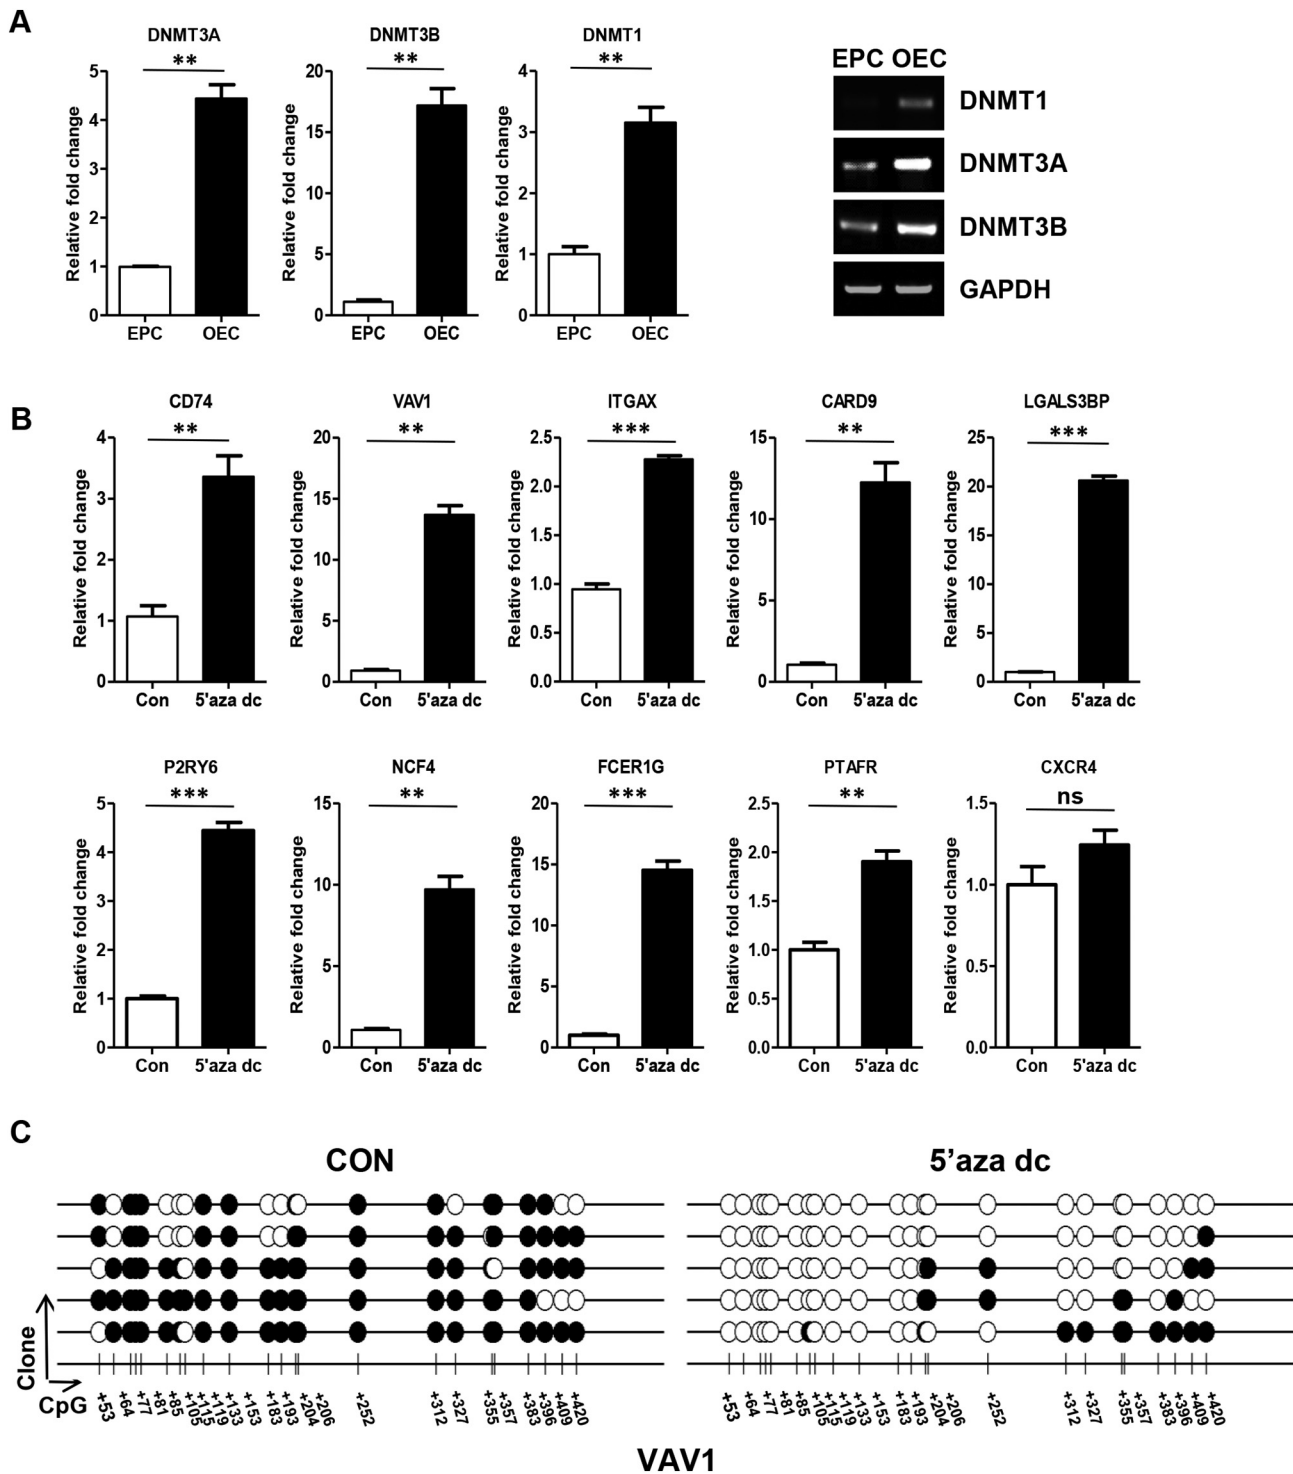 A
DNMT3A
**
Relative fold change
5
4
3
2
1
0
EPC OEC
DNMT3B
**
Relative fold change
20
15
10
5
0
EPC OEC
DNMT1
**
Relative fold change
4
3
2
1
0
EPC OEC
EPC OEC
DNMT1
DNMT3A
DNMT3B
GAPDH
B
CD74
**
Relative fold change
4
3
2
1
0
Con 5'aza dc
VAV1
**
Relative fold change
20
15
10
5
0
Con 5'aza dc
ITGAX
***
Relative fold change
2.5
2.0
1.5
1.0
0.5
0.0
Con 5'aza dc
CARD9
**
Relative fold change
15
10
5
0
Con 5'aza dc
LGALS3BP
***
Relative fold change
25
20
15
10
5
0
Con 5'aza dc
P2RY6
***
Relative fold change
5
4
3
2
1
0
Con 5'aza dc
NCF4
**
Relative fold change
15
10
5
0
Con 5'aza dc
FCER1G
***
Relative fold change
20
15
10
5
0
Con 5'aza dc
PTAFR
**
Relative fold change
2.5
2.0
1.5
1.0
0.5
0.0
Con 5'aza dc
CXCR4
ns
Relative fold change
1.5
1.0
0.5
0.0
Con 5'aza dc
C
CON
5’aza dc
Clone
CpG
+53 +64 +77 +81 +85 +105 +115 +119 +133 +153 +183 +193 +204 +206 +252 +312 +327 +355 +357 +383 +396 +409 +420
+53 +64 +77 +81 +85 +105 +115 +119 +133 +153 +183 +193 +204 +206 +252 +312 +327 +355 +357 +383 +396 +409 +420
VAV1